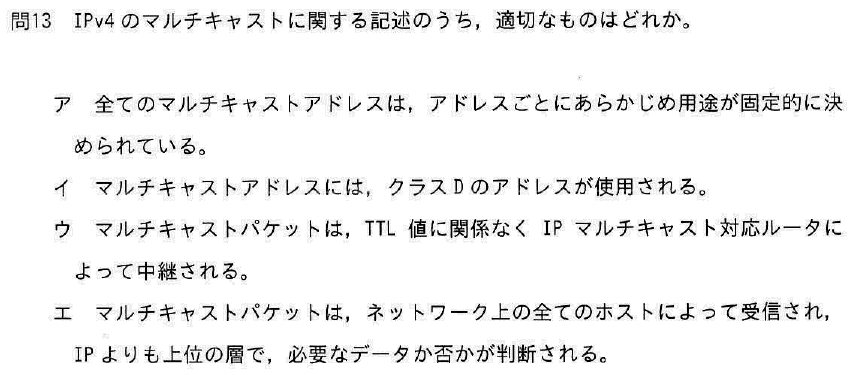 問13 IPv4のマルチキャストに関する記述のうち，適切なものはどれか。
ア 全てのマルチキャストアドレスは，アドレスごとにあらかじめ用途が固定的に決
められている。
イ マルチキャストアドレスには，クラスDのアドレスが使用される。
ウ マルチキャストパケットは，TTL 値に関係なく IP マルチキャスト対応ルータに
よって中継される。
エ マルチキャストパケットは，ネットワーク上の全てのホストによって受信され，
IPよりも上位の層で，必要なデータか否かが判断される。